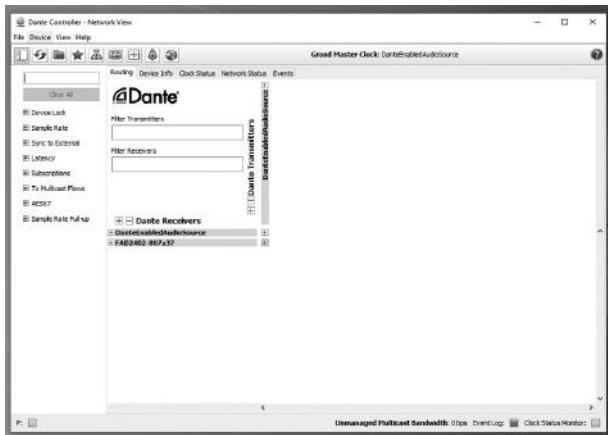 Dante Controller - Network View
File Device View Help
Grand Master Clock: DanteEnabledAudioSource
Routing Device Info Clock Status Network Status Events
Clear All
Device Lock
Sample Rate
Sync to External
Latency
Subscriptions
Tx Multicast Flows
AES67
Sample Rate Pull-up
Dante
Filter Transmitters
Filter Receivers
Dante Transmitters
DanteEnabledAudioSource
Dante Receivers
DanteEnabledAudioSource
FAD2402-807a37
P:
Unmanaged Multicast Bandwidth: 0 bps Event Log: Clock Status Monitor: